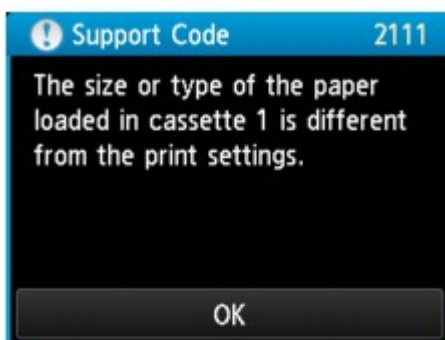 Support Code 2111
The size or type of the paper
loaded in cassette 1 is different
from the print settings.
OK